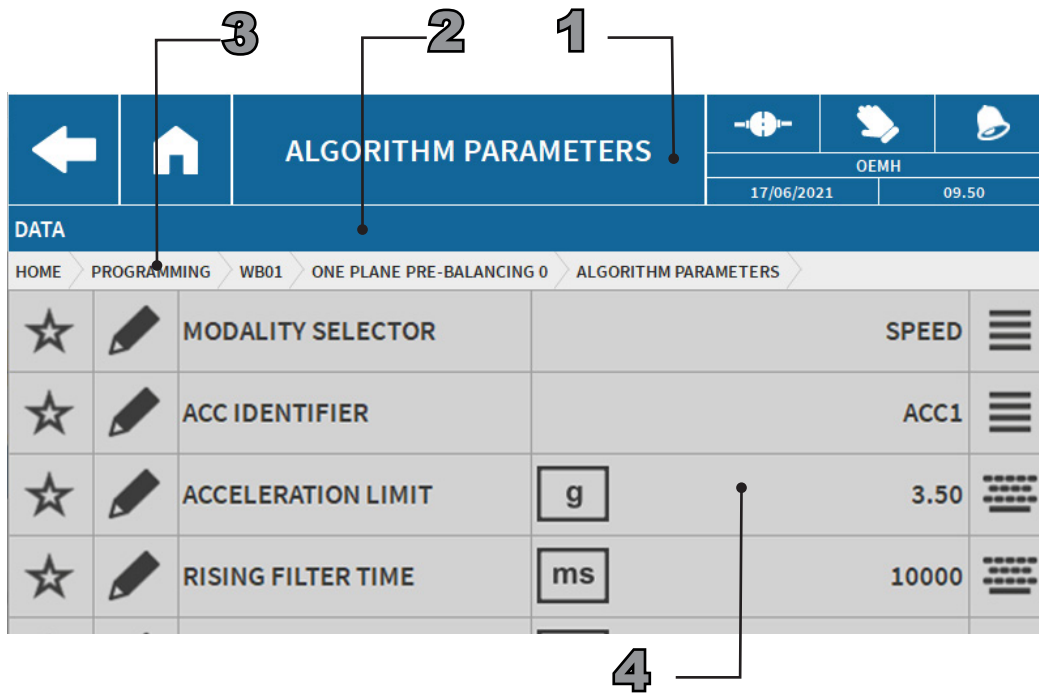 3 2 1
ALGORITHM PARAMETERS
OEMH
17/06/2021 09.50
DATA
HOME PROGRAMMING WB01 ONE PLANE PRE-BALANCING 0 ALGORITHM PARAMETERS
MODALITY SELECTOR SPEED
ACC IDENTIFIER ACC1
ACCELERATION LIMIT g 3.50
RISING FILTER TIME ms 10000
4